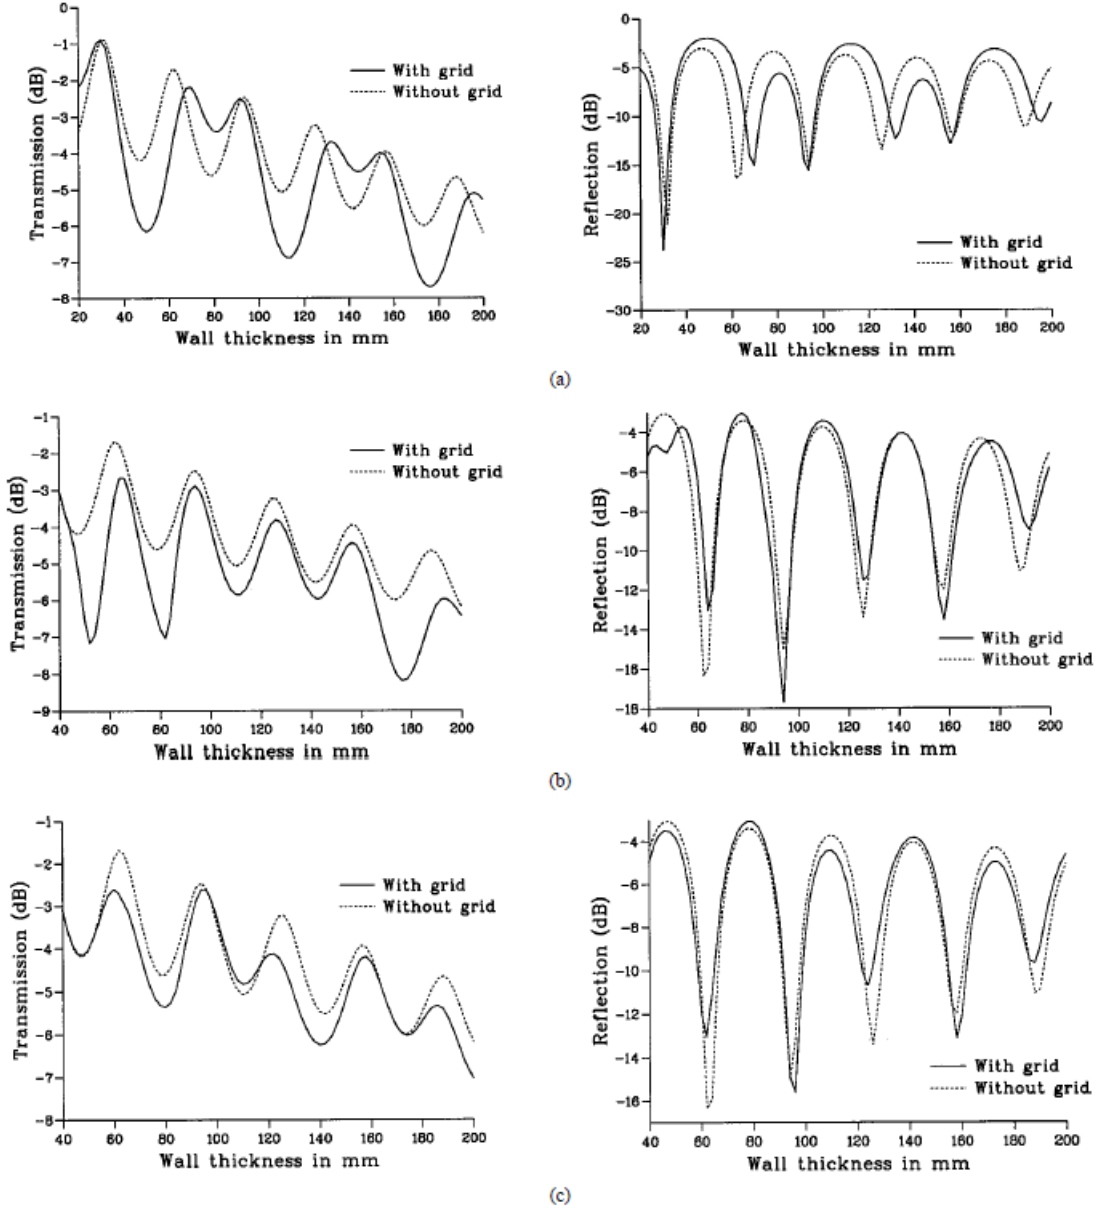 0
-1
-2
-3
-4
-5
-6
-7
-8
Transmission (dB)
With grid
Without grid
20 40 60 80 100 120 140 160 180 200
Wall thickness in mm
0
-5
-10
-15
-20
-25
-30
Reflection (dB)
With grid
Without grid
20 40 60 80 100 120 140 160 180 200
Wall thickness in mm
(a)
-1
-2
-3
-4
-5
-6
-7
-8
-9
Transmission (dB)
With grid
Without grid
40 60 80 100 120 140 160 180 200
Wall thickness in mm
-4
-6
-8
-10
-12
-14
-16
-18
Reflection (dB)
With grid
Without grid
40 60 80 100 120 140 160 180 200
Wall thickness in mm
(b)
-1
-2
-3
-4
-5
-6
-7
-8
Transmission (dB)
With grid
Without grid
40 60 80 100 120 140 160 180 200
Wall thickness in mm
-4
-6
-8
-10
-12
-14
-16
Reflection (dB)
With grid
Without grid
40 60 80 100 120 140 160 180 200
Wall thickness in mm
(c)